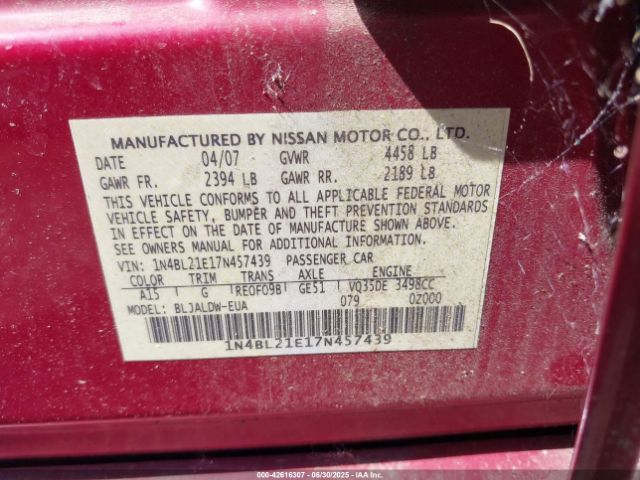 MANUFACTURED BY NISSAN MOTOR CO., LTD.
DATE 04/07 GVWR 4458 LB
GAWR FR. 2394 LB GAWR RR. 2189 LB
THIS VEHICLE CONFORMS TO ALL APPLICABLE FEDERAL MOTOR
VEHICLE SAFETY, BUMPER AND THEFT PREVENTION STANDARDS
IN EFFECT ON THE DATE OF MANUFACTURE SHOWN ABOVE.
SEE OWNERS MANUAL FOR ADDITIONAL INFORMATION.
VIN: 1N4BL21E17N457439 PASSENGER CAR
COLOR TRIM TRANS AXLE ENGINE
A15 G RE0F09B GE51 VQ35DE 3498CC
MODEL: BLJALDW-EUA 079 0Z000
1N4BL21E17N457439
000-42616307 - 06/30/2025 - IAA Inc.